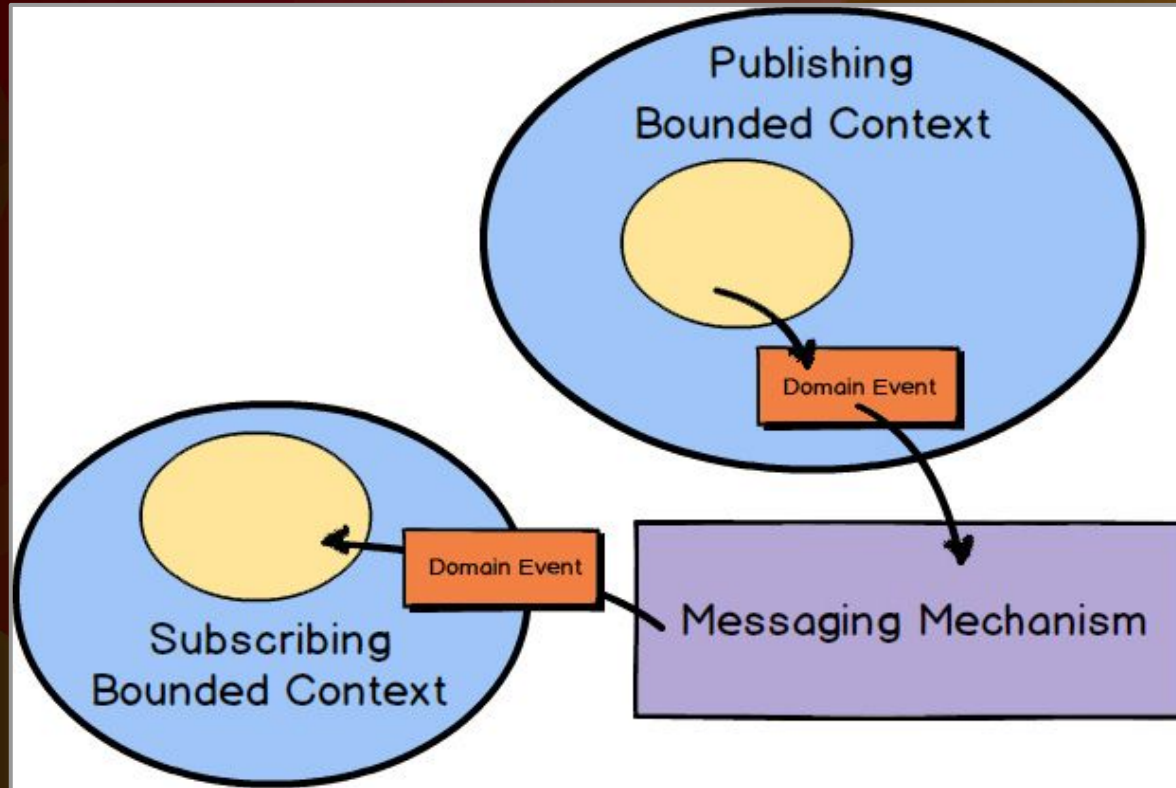 Publishing
Bounded Context
Domain Event
Domain Event
Subscribing
Bounded Context
Messaging Mechanism